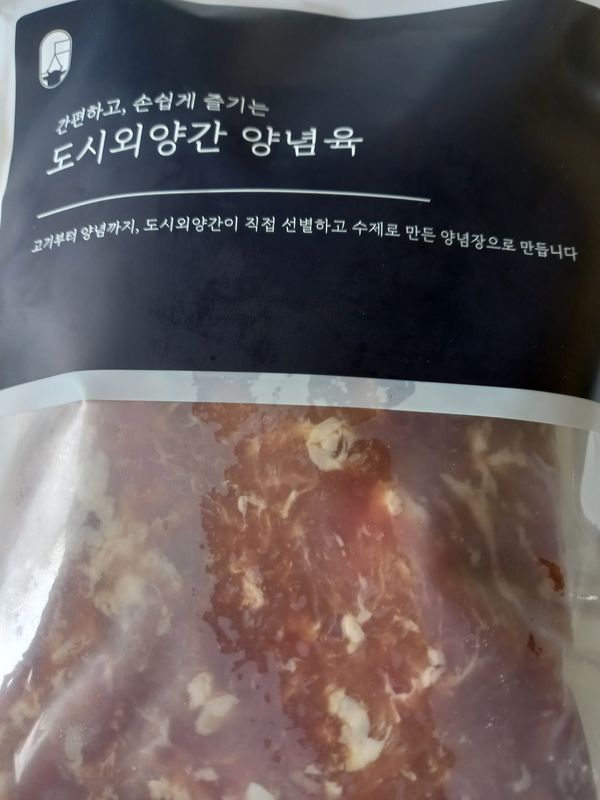 간편하고, 손쉽게 즐기는
도시외양간 양념육
고기부터 양념까지, 도시외양간이 직접 선별하고 수제로 만든 양념장으로 만듭니다